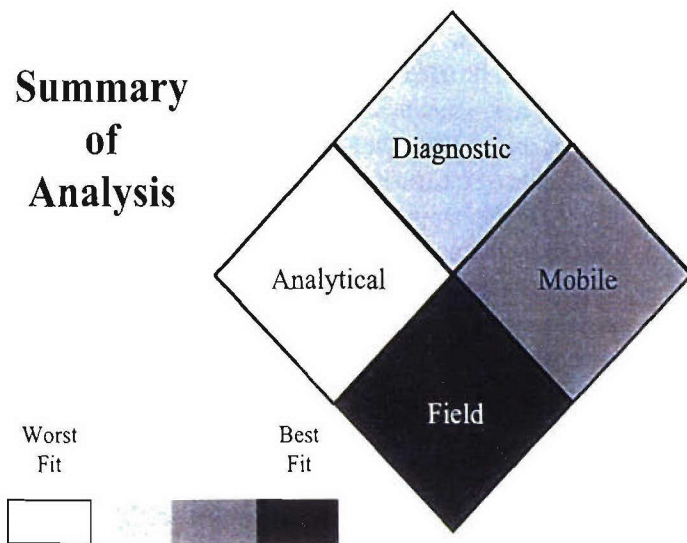 Summary
of
Analysis
Diagnostic
Analytical
Mobile
Field
Worst
Fit
Best
Fit